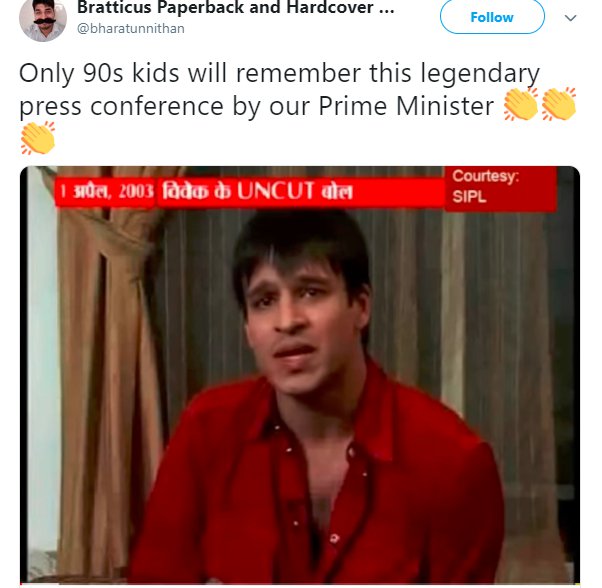 Bratticus Paperback and Hardcover ...
@bharatunnithan
Follow
Only 90s kids will remember this legendary
press conference by our Prime Minister 👏👏
👏
1 अप्रैल, 2003 विवेक के UNCUT बोल
Courtesy:
SIPL